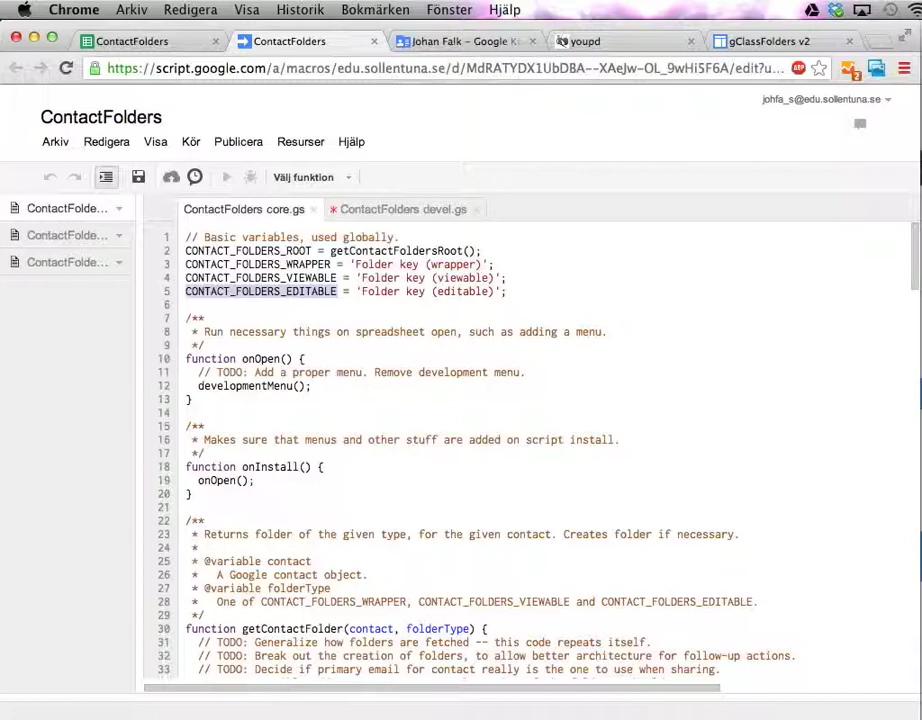 Chrome Arkiv Redigera Visa Historik Bokmärken Fönster Hjälp
ContactFolders ContactFolders Johan Falk – Google K youpd gClassFolders v2
https://script.google.com/a/macros/edu.sollentuna.se/d/MdRATYDX1UbDBA--XAeJw-OL_9wHi5F6A/edit?u...
ContactFolders
johfa_s@edu.sollentuna.se
Arkiv Redigera Visa Kör Publicera Resurser Hjälp
Välj funktion
ContactFolde...
ContactFolde...
ContactFolde...
ContactFolders core.gs * ContactFolders devel.gs
1 // Basic variables, used globally.
2 CONTACT_FOLDERS_ROOT = getContactFoldersRoot();
3 CONTACT_FOLDERS_WRAPPER = 'Folder key (wrapper)';
4 CONTACT_FOLDERS_VIEWABLE = 'Folder key (viewable)';
5 CONTACT_FOLDERS_EDITABLE = 'Folder key (editable)';
6
7 /**
8 * Run necessary things on spreadsheet open, such as adding a menu.
9 */
10 function onOpen() {
11 // TODO: Add a proper menu. Remove development menu.
12 developmentMenu();
13 }
14
15 /**
16 * Makes sure that menus and other stuff are added on script install.
17 */
18 function onInstall() {
19 onOpen();
20 }
21
22 /**
23 * Returns folder of the given type, for the given contact. Creates folder if necessary.
24 *
25 * @variable contact
26 * A Google contact object.
27 * @variable folderType
28 * One of CONTACT_FOLDERS_WRAPPER, CONTACT_FOLDERS_VIEWABLE and CONTACT_FOLDERS_EDITABLE.
29 */
30 function getContactFolder(contact, folderType) {
31 // TODO: Generalize how folders are fetched -- this code repeats itself.
32 // TODO: Break out the creation of folders, to allow better architecture for follow-up actions.
33 // TODO: Decide if primary email for contact really is the one to use when sharing.